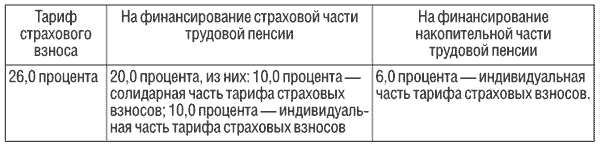 Тариф
страхового
взноса
На финансирование страховой части
трудовой пенсии
На финансирование
накопительной части
трудовой пенсии
26,0 процента
20,0 процента, из них: 10,0 процента —
солидарная часть тарифа страховых
взносов; 10,0 процента — индивидуаль-
ная часть тарифа страховых взносов
6,0 процента — индивидуальная
часть тарифа страховых взносов.